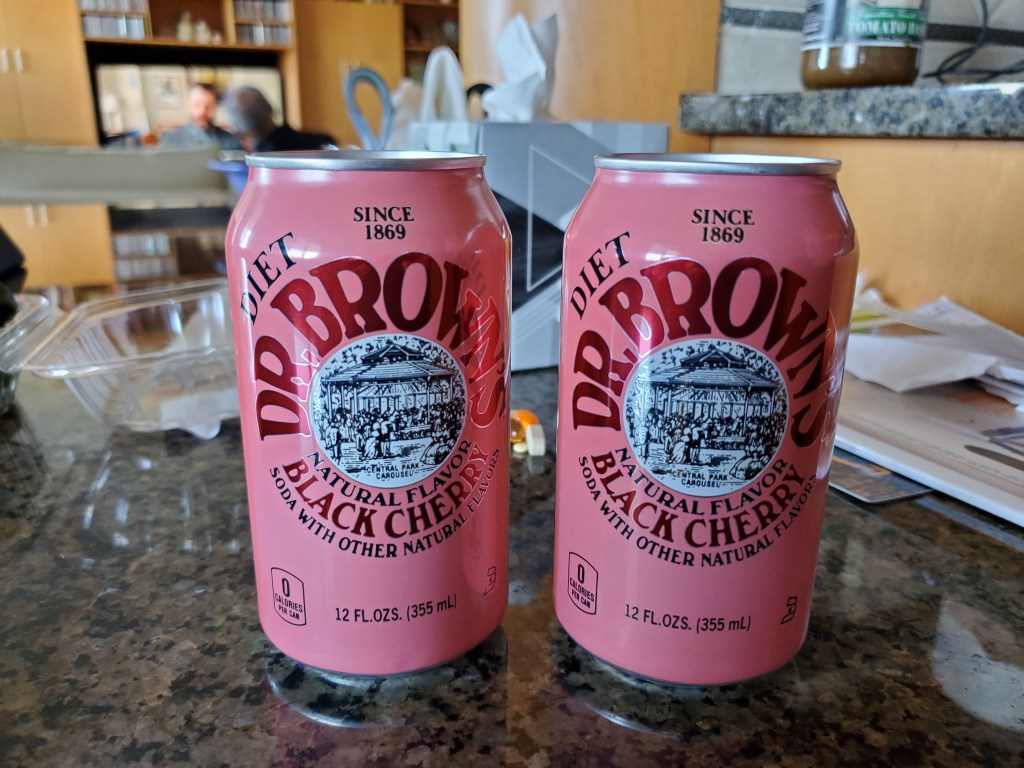 SINCE
1869
DIET
DR. BROWN'S
CENTRAL PARK
CAROUSEL
NATURAL FLAVOR
BLACK CHERRY
SODA WITH OTHER NATURAL FLAVORS
0
CALORIES
PER CAN
12 FL.OZS. (355 mL)
SINCE
1869
DIET
DR. BROWN'S
CENTRAL PARK
CAROUSEL
NATURAL FLAVOR
BLACK CHERRY
SODA WITH OTHER NATURAL FLAVORS
0
CALORIES
PER CAN
12 FL.OZS. (355 mL)
TOMATO BASIL